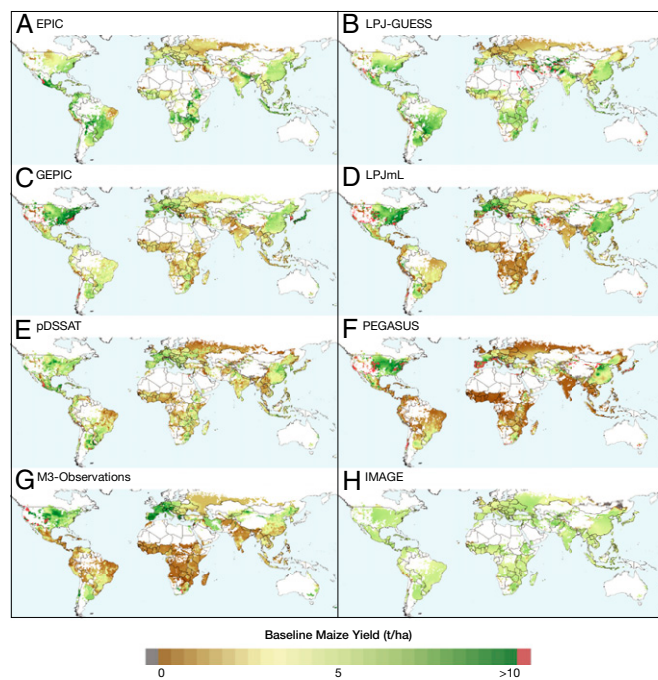 A EPIC
B LPJ-GUESS
C GEPIC
D LPJmL
E pDSSAT
F PEGASUS
G M3-Observations
H IMAGE
Baseline Maize Yield (t/ha)
0 5 >10